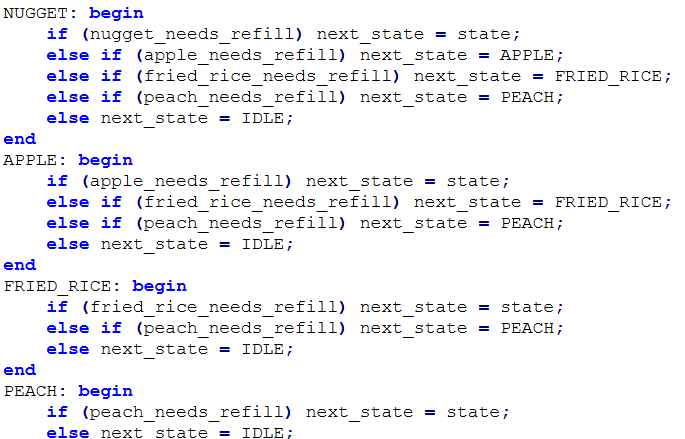 NUGGET: begin
    if (nugget_needs_refill) next_state = state;
    else if (apple_needs_refill) next_state = APPLE;
    else if (fried_rice_needs_refill) next_state = FRIED_RICE;
    else if (peach_needs_refill) next_state = PEACH;
    else next_state = IDLE;
end
APPLE: begin
    if (apple_needs_refill) next_state = state;
    else if (fried_rice_needs_refill) next_state = FRIED_RICE;
    else if (peach_needs_refill) next_state = PEACH;
    else next_state = IDLE;
end
FRIED_RICE: begin
    if (fried_rice_needs_refill) next_state = state;
    else if (peach_needs_refill) next_state = PEACH;
    else next_state = IDLE;
end
PEACH: begin
    if (peach_needs_refill) next_state = state;
    else next_state = IDLE;